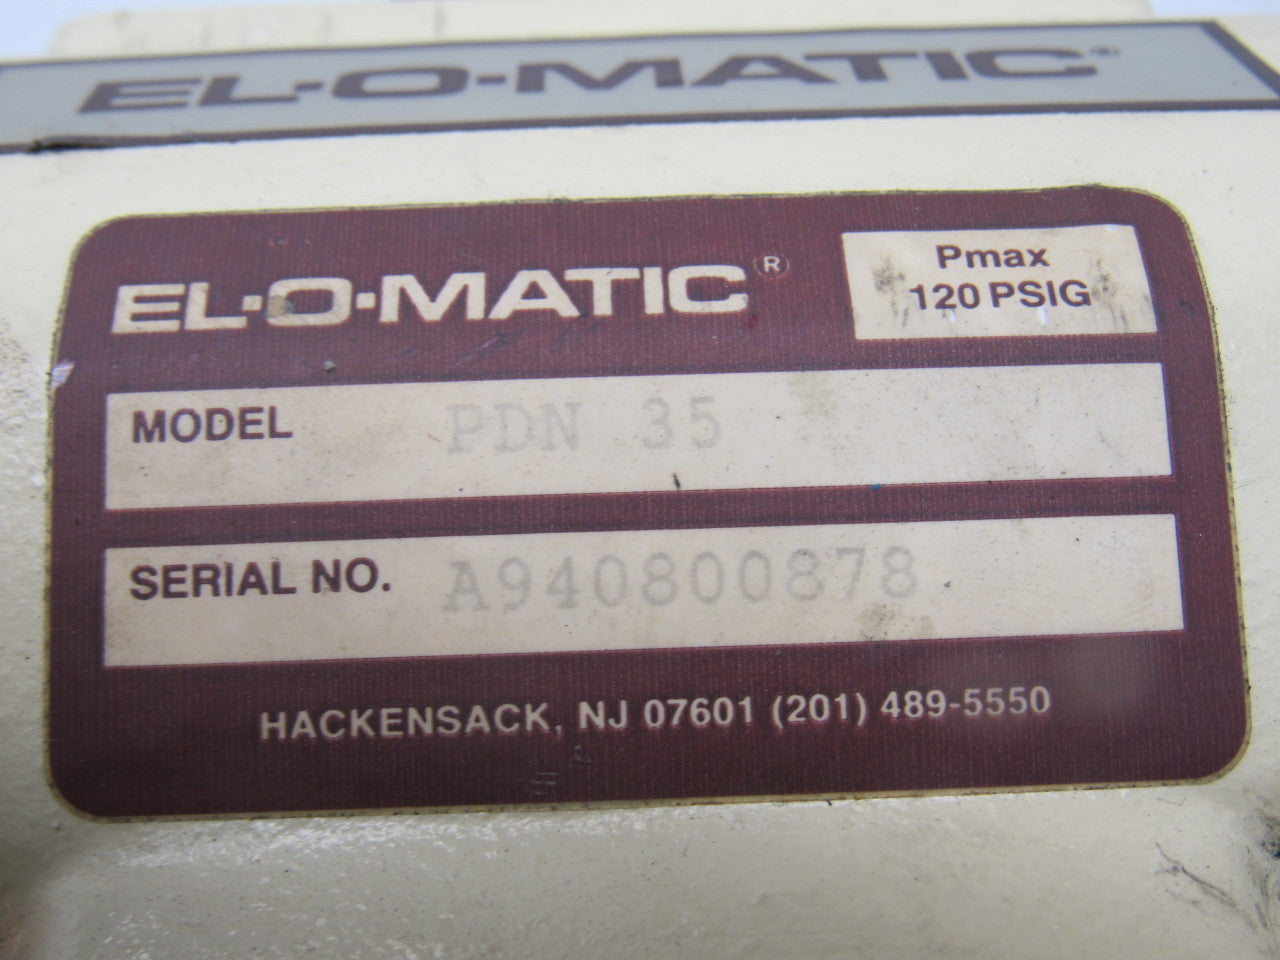 EL·O·MATIC®
EL·O·MATIC®
Pmax
120 PSIG
MODEL PDN 35
SERIAL NO. A940800878
HACKENSACK, NJ 07601 (201) 489-5550